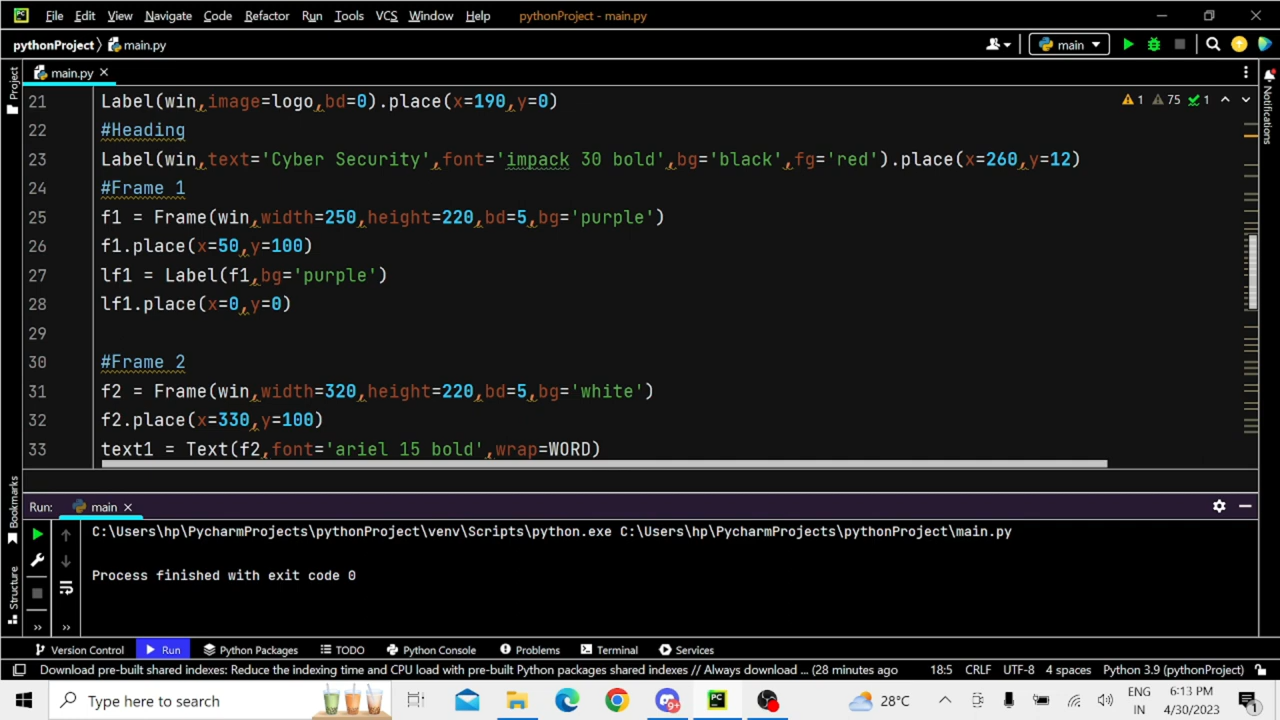 File Edit View Navigate Code Refactor Run Tools VCS Window Help pythonProject - main.py
pythonProject main.py main
Project
main.py
Notifications
1 75 1
21 Label(win,image=logo,bd=0).place(x=190,y=0)
22 #Heading
23 Label(win,text='Cyber Security',font='impack 30 bold',bg='black',fg='red').place(x=260,y=12)
24 #Frame 1
25 f1 = Frame(win,width=250,height=220,bd=5,bg='purple')
26 f1.place(x=50,y=100)
27 lf1 = Label(f1,bg='purple')
28 lf1.place(x=0,y=0)
29
30 #Frame 2
31 f2 = Frame(win,width=320,height=220,bd=5,bg='white')
32 f2.place(x=330,y=100)
33 text1 = Text(f2,font='ariel 15 bold',wrap=WORD)
Bookmarks
Structure
Run: main
C:\Users\hp\PycharmProjects\pythonProject\venv\Scripts\python.exe C:\Users\hp\PycharmProjects\pythonProject\main.py
Process finished with exit code 0
Version Control Run Python Packages TODO Python Console Problems Terminal Services
Download pre-built shared indexes: Reduce the indexing time and CPU load with pre-built Python packages shared indexes // Always download ... (28 minutes ago 18:5 CRLF UTF-8 4 spaces Python 3.9 (pythonProject)
Type here to search 9+ 28°C ENG IN 6:13 PM 4/30/2023 1